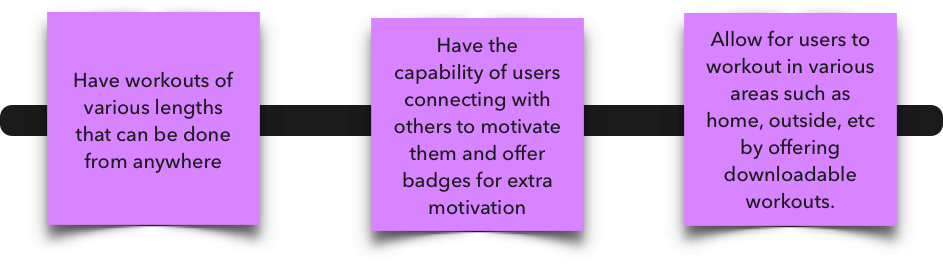 Have workouts of
various lengths
that can be done
from anywhere
Have the
capability of users
connecting with
others to motivate
them and offer
badges for extra
motivation
Allow for users to
workout in various
areas such as
home, outside, etc
by offering
downloadable
workouts.